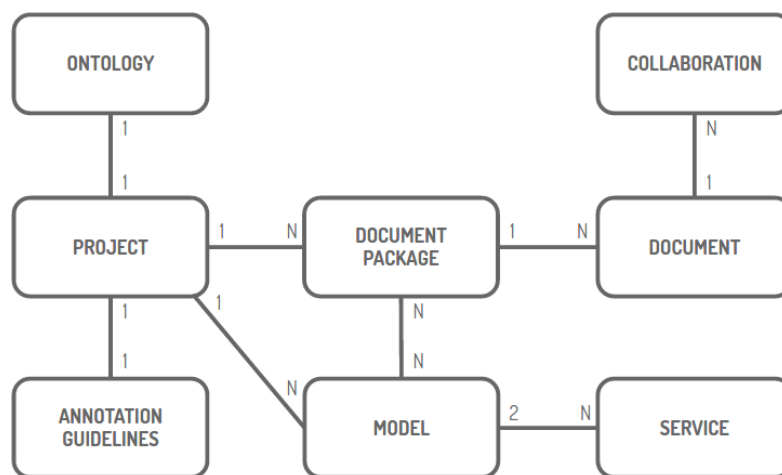 ONTOLOGY
COLLABORATION
1
N
1
1
PROJECT
1
N
DOCUMENT
PACKAGE
1
N
DOCUMENT
1
1
N
1
N
N
ANNOTATION
GUIDELINES
MODEL
2
N
SERVICE